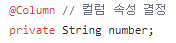 @Column // 컬럼 속성 결정
private String number;